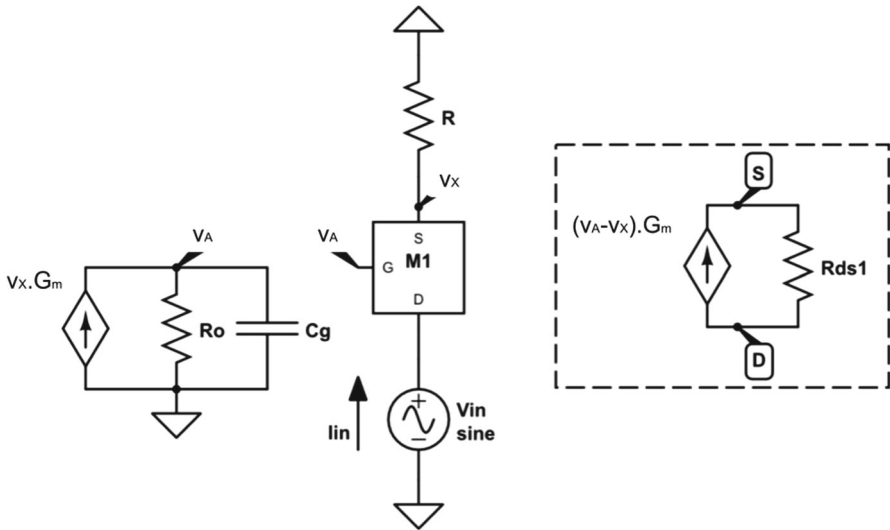 R
vX
S
vA
vA
G
M1
(vA-vX).Gm
S
vX.Gm
D
Rds1
Ro
Cg
D
Iin
+
Vin
sine
−